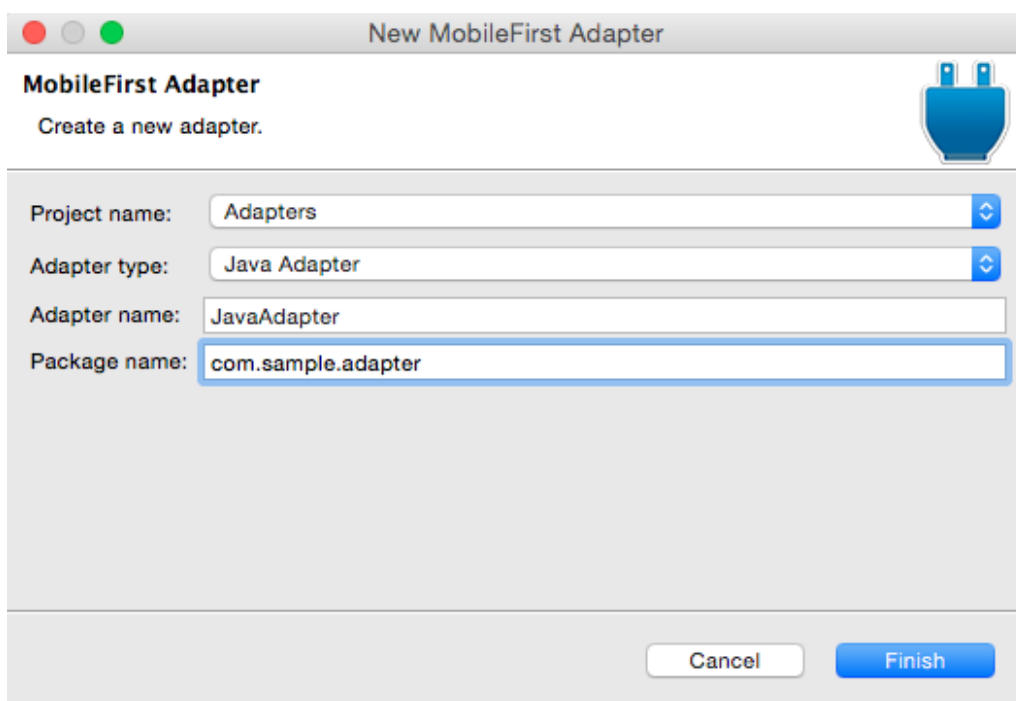 New MobileFirst Adapter
MobileFirst Adapter
Create a new adapter.
Project name: Adapters
Adapter type: Java Adapter
Adapter name: JavaAdapter
Package name: com.sample.adapter
Cancel Finish